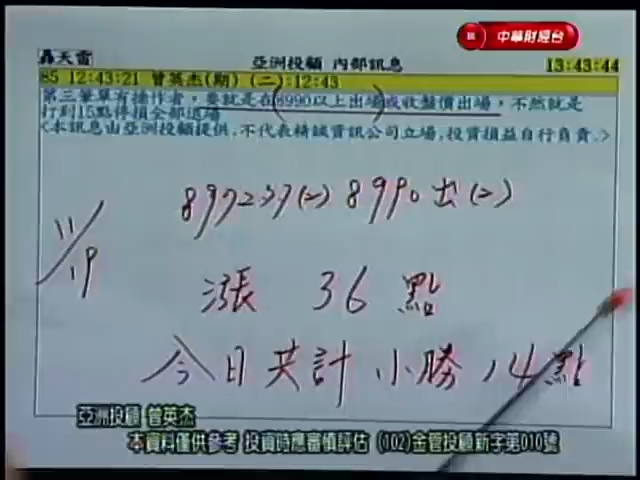 中華財經台
轟天雷 亞洲投顧 內部訊息 13:43:44
85 12:43:21 曾英杰(期) (二):12:43
第三筆單有操作者，要就是在(8990以上出場)或收盤價出場，不然就是
打到15點停損全部退場
<本訊息由亞洲投顧提供，不代表精誠資訊公司立場，投資損益自行負責.>
11/19
(二) 8990出(二)
漲 36 點
今日共計 小勝 14點
亞洲投顧 曾英杰
本資料僅供參考 投資時應審慎評估 (102)金管投顧新字第010號